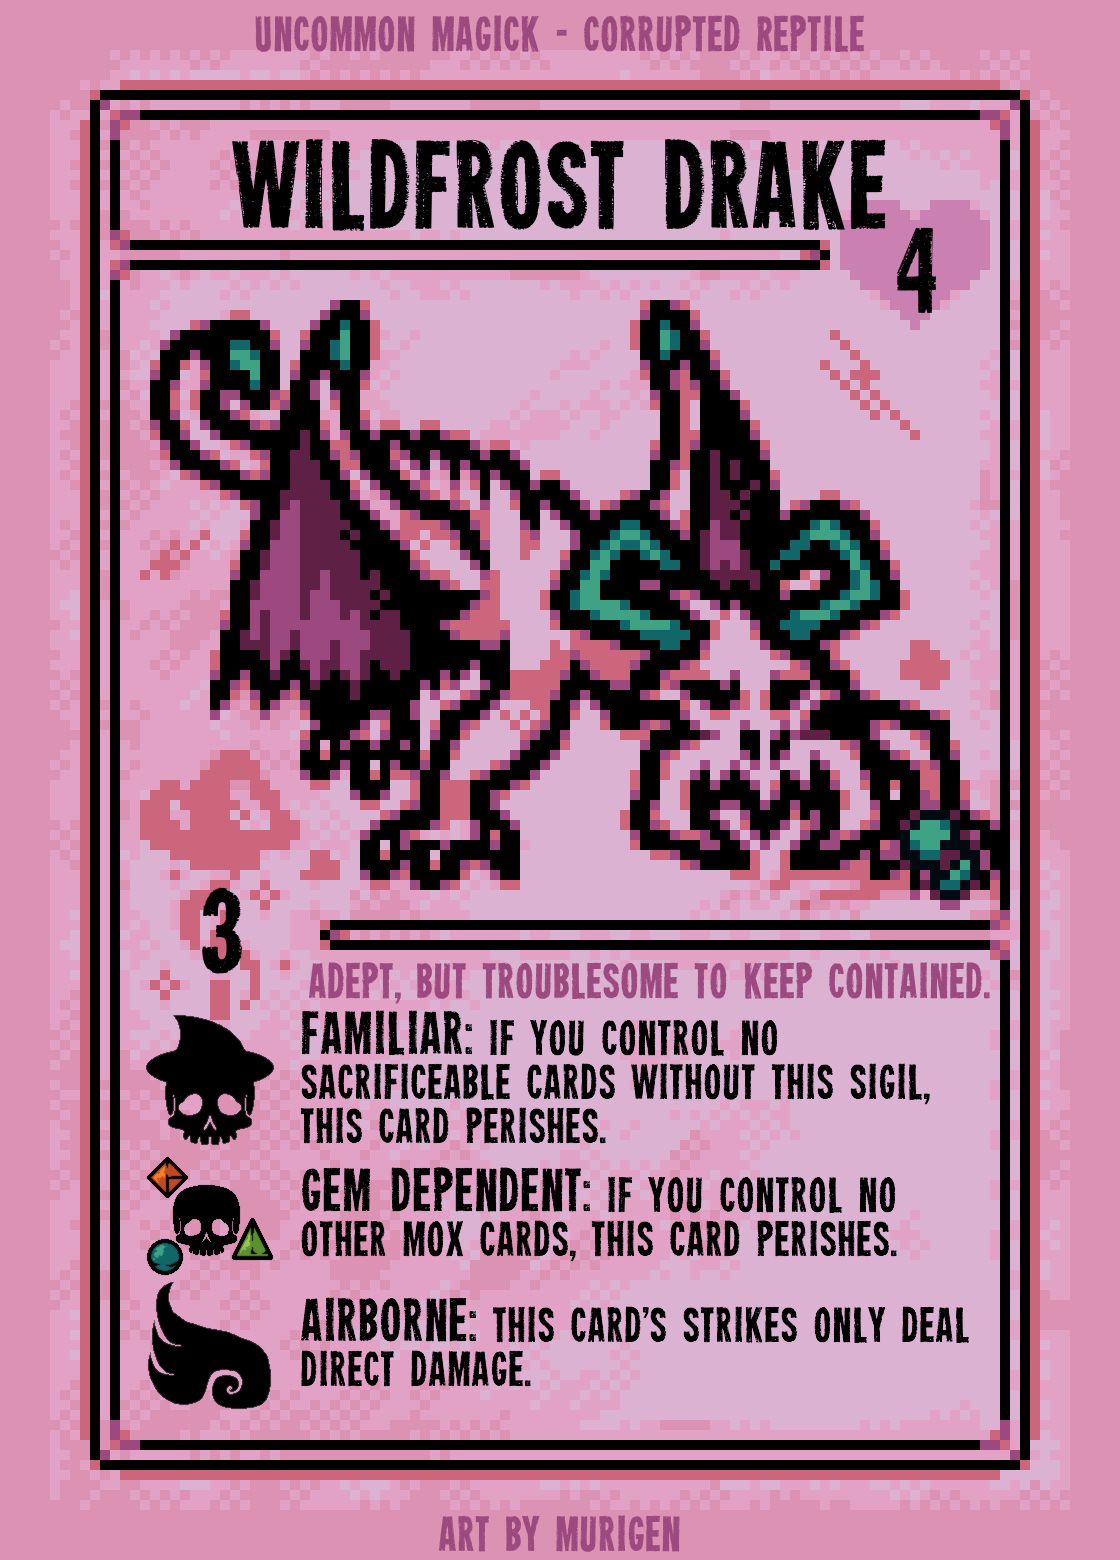 UNCOMMON MAGICK - CORRUPTED REPTILE
WILDFROST DRAKE
4
3
ADEPT, BUT TROUBLESOME TO KEEP CONTAINED.
FAMILIAR: IF YOU CONTROL NO
SACRIFICEABLE CARDS WITHOUT THIS SIGIL,
THIS CARD PERISHES.
GEM DEPENDENT: IF YOU CONTROL NO
OTHER MOX CARDS, THIS CARD PERISHES.
AIRBORNE: THIS CARD'S STRIKES ONLY DEAL
DIRECT DAMAGE.
ART BY MURIGEN